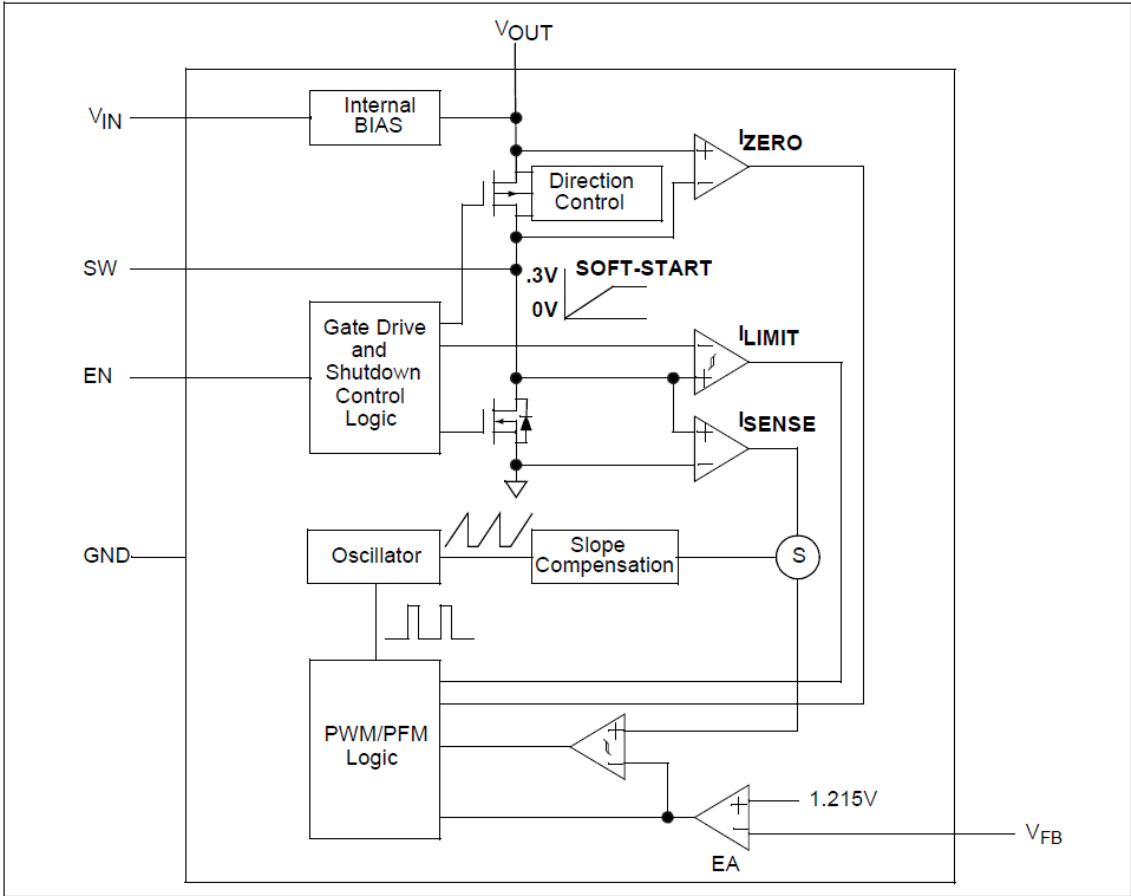 VOUT
VIN
Internal
BIAS
IZERO
Direction
Control
SW
.3V
SOFT-START
0V
Gate Drive
and
Shutdown
Control
Logic
ILIMIT
EN
ISENSE
GND
Oscillator
Slope
Compensation
S
PWM/PFM
Logic
1.215V
VFB
EA